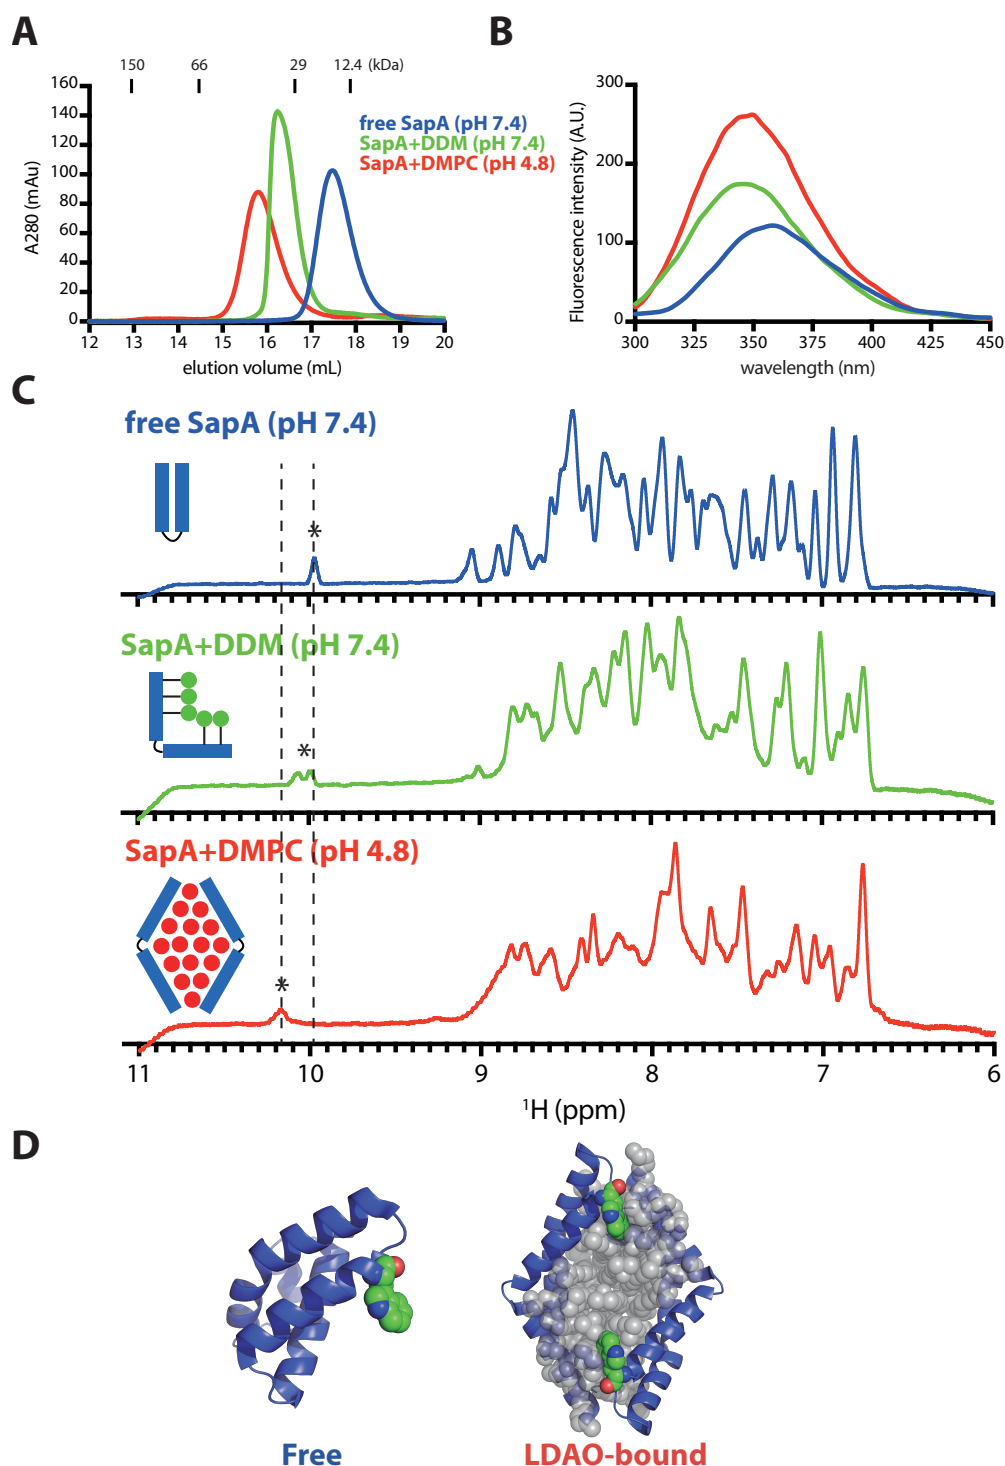 A
150 66 29 12.4 (kDa)
160
140
120
100
80
60
40
20
0
A280 (mAu)
free SapA (pH 7.4)
SapA+DDM (pH 7.4)
SapA+DMPC (pH 4.8)
12 13 14 15 16 17 18 19 20
elution volume (mL)
B
300
200
100
0
Fluorescence intensity (A.U.)
300 325 350 375 400 425 450
wavelength (nm)
C
free SapA (pH 7.4)
*
SapA+DDM (pH 7.4)
*
SapA+DMPC (pH 4.8)
*
11 10 9 8 7 6
¹H (ppm)
D
Free
LDAO-bound